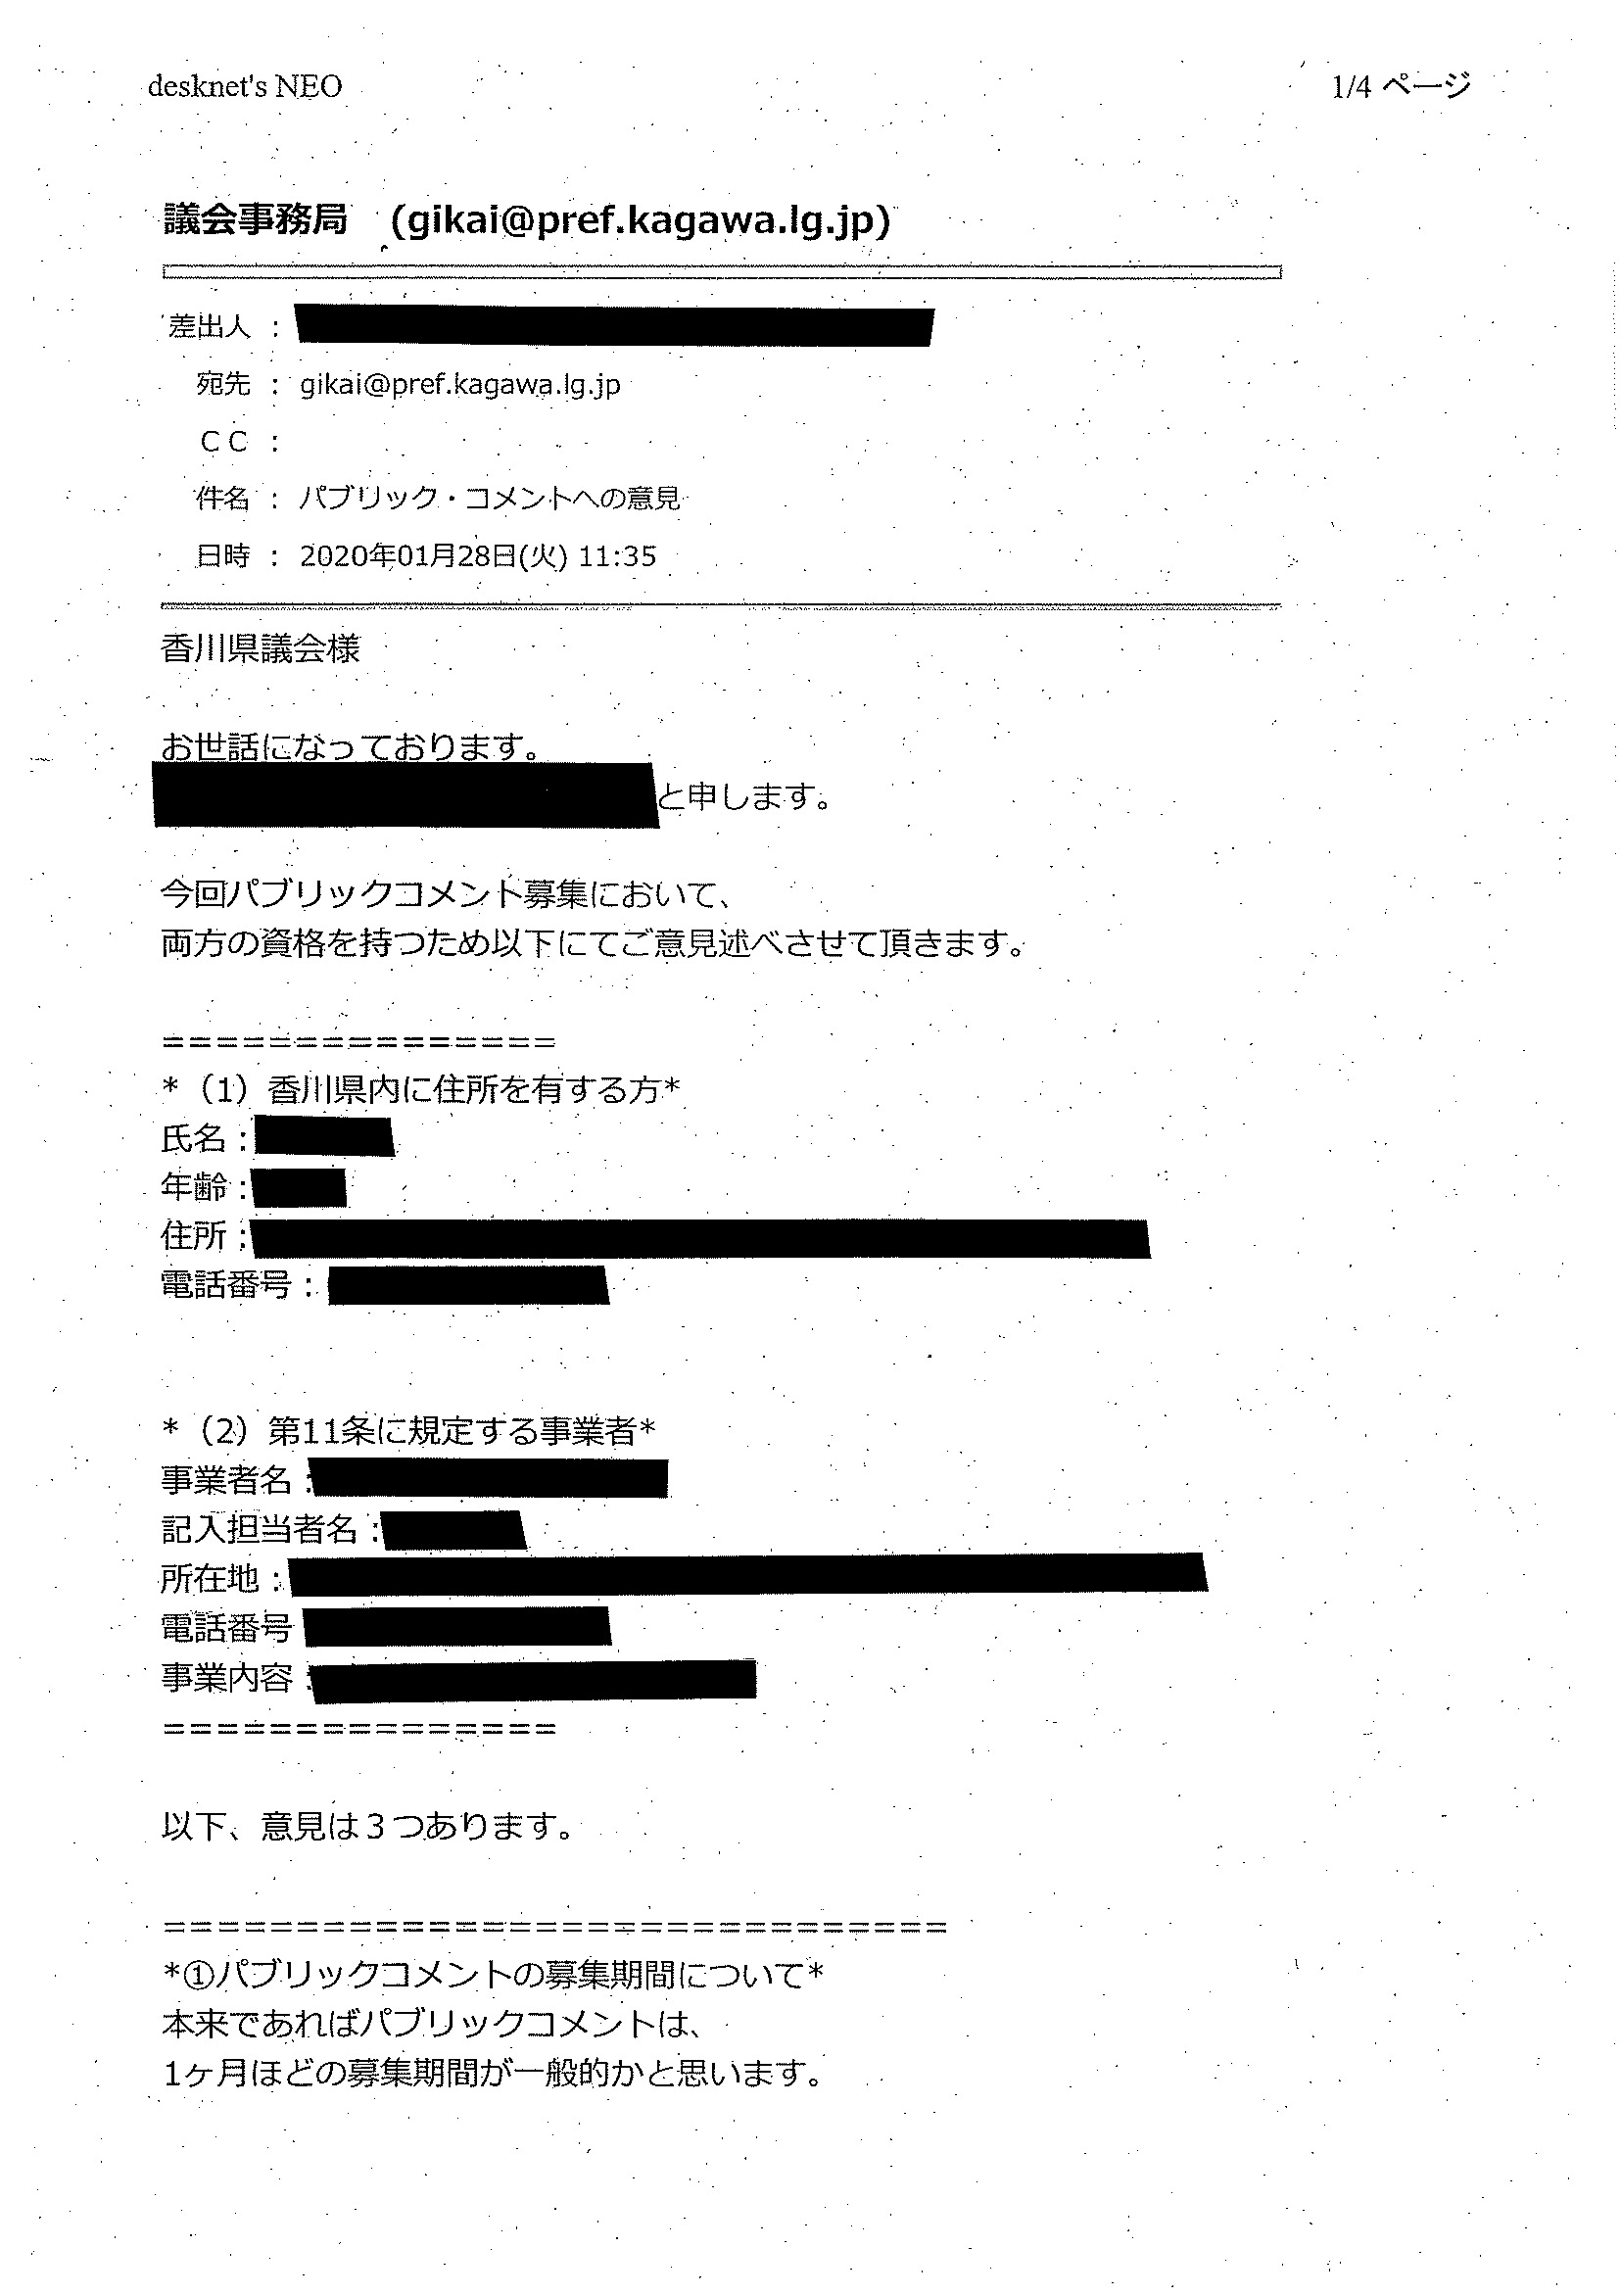 desknet's NEO
1/4 ページ
議会事務局 (gikai@pref.kagawa.lg.jp)
差出人 :
宛先 : gikai@pref.kagawa.lg.jp
CC :
件名 : パブリック・コメントへの意見
日時 : 2020年01月28日(火) 11:35
香川県議会様
お世話になっております。
と申します。
今回パブリックコメント募集において、
両方の資格を持つため以下にてご意見述べさせて頂きます。
===============
*（1）香川県内に住所を有する方*
氏名：
年齢：
住所：
電話番号：
*（2）第11条に規定する事業者*
事業者名：
記入担当者名：
所在地：
電話番号
事業内容：
===============
以下、意見は３つあります。
==============================
*①パブリックコメントの募集期間について*
本来であればパブリックコメントは、
1ヶ月ほどの募集期間が一般的かと思います。